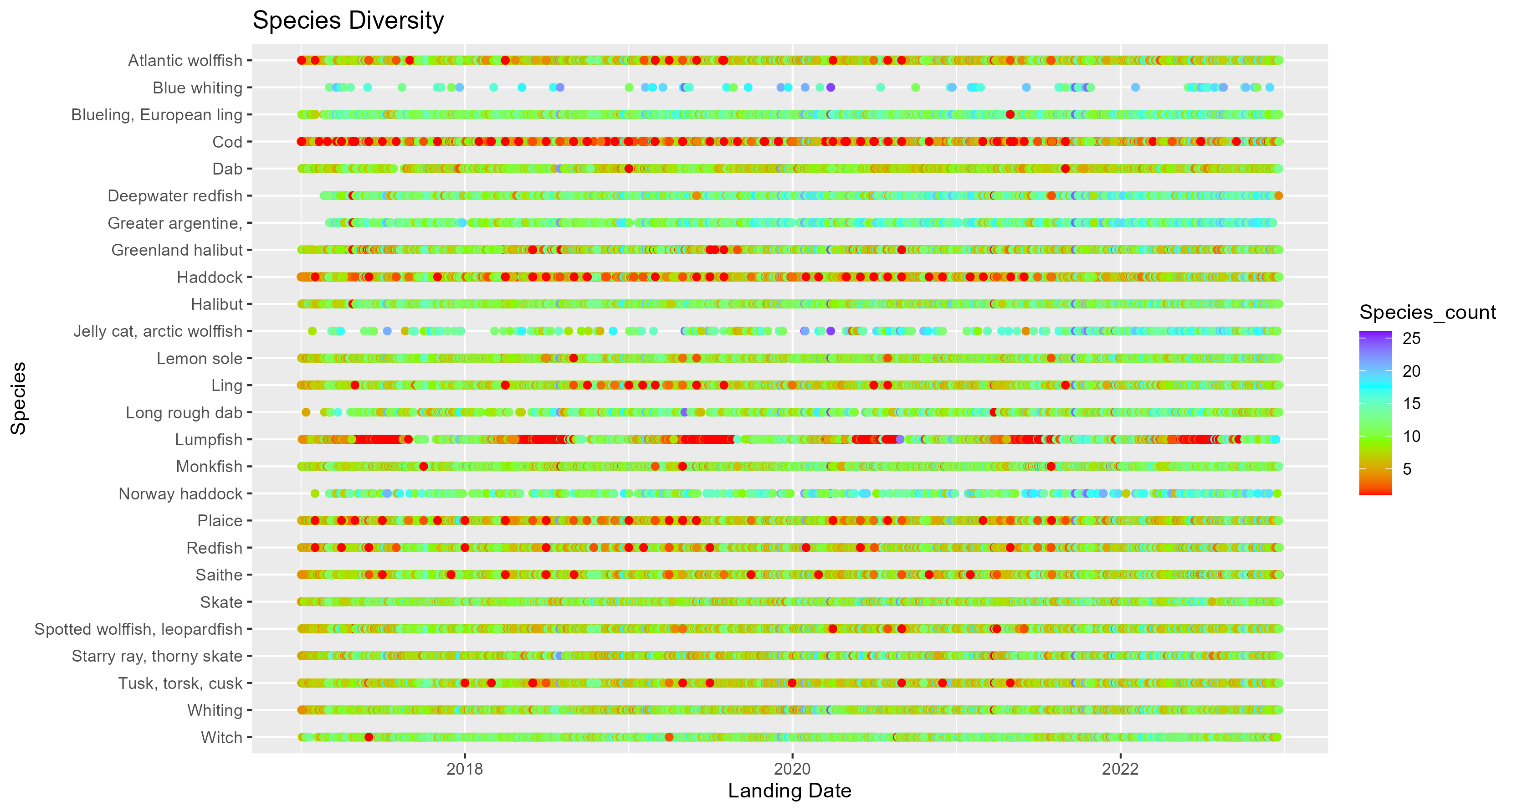 Species Diversity
Atlantic wolffish
Blue whiting
Blueling, European ling
Cod
Dab
Deepwater redfish
Greater argentine,
Greenland halibut
Haddock
Halibut
Jelly cat, arctic wolffish
Lemon sole
Ling
Long rough dab
Lumpfish
Monkfish
Norway haddock
Plaice
Redfish
Saithe
Skate
Spotted wolffish, leopardfish
Starry ray, thorny skate
Tusk, torsk, cusk
Whiting
Witch
Species
2018 2020 2022
Landing Date
Species_count
25
20
15
10
5